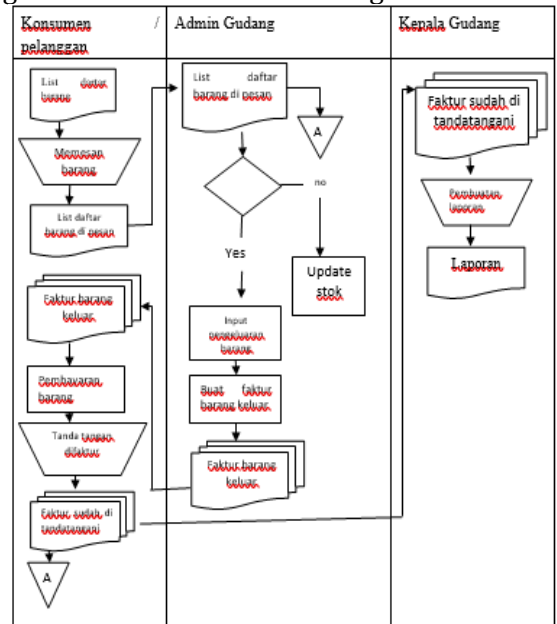 Konsumen /
pelanggan
Admin Gudang
Kepala Gudang
List daftar
barang
Memesan
barang
List daftar
barang di pesan
Faktur barang
keluar
Pembayaran
barang
Tanda tangan
difaktur
Faktur sudah di
tandatangani
A
List daftar
barang di pesan
A
no
Yes
Update
stok
Input
pengeluaran
barang
Buat faktur
barang keluar
Faktur barang
keluar
Faktur sudah di
tandatangani
Pembuatan
laporan
Laporan